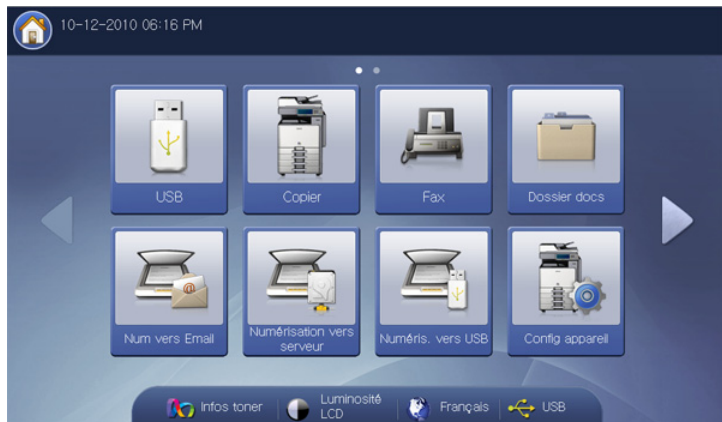 10-12-2010 06:16 PM
USB
Copier
Fax
Dossier docs
Num vers Email
Numérisation vers
serveur
Numéris. vers USB
Config appareil
Infos toner
Luminosité
LCD
Français
USB